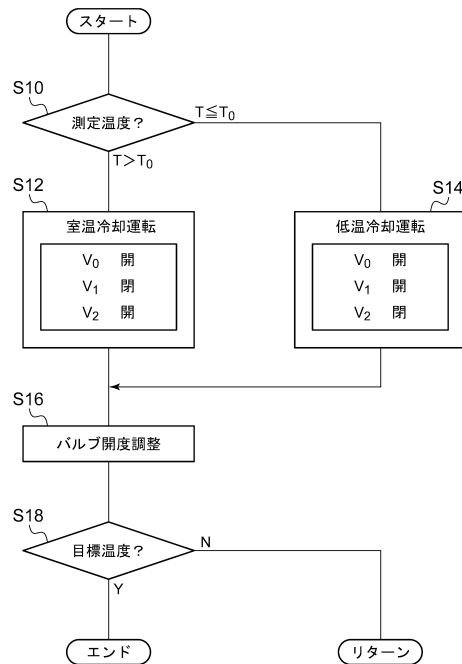 スタート
S10
測定温度？
T≦T₀
T＞T₀
S12
室温冷却運転
V₀ 開
V₁ 閉
V₂ 開
S14
低温冷却運転
V₀ 開
V₁ 開
V₂ 閉
S16
バルブ開度調整
S18
目標温度？
N
Y
エンド
リターン